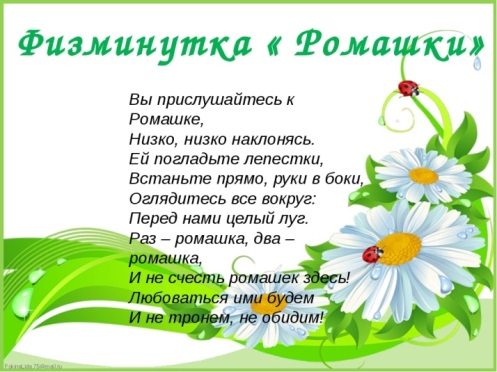 Физминутка « Ромашки»
Вы прислушайтесь к
Ромашке,
Низко, низко наклонясь.
Ей погладьте лепестки,
Встаньте прямо, руки в боки,
Оглядитесь все вокруг:
Перед нами целый луг.
Раз – ромашка, два –
ромашка,
И не счесть ромашек здесь!
Любоваться ими будем
И не тронем, не обидим!